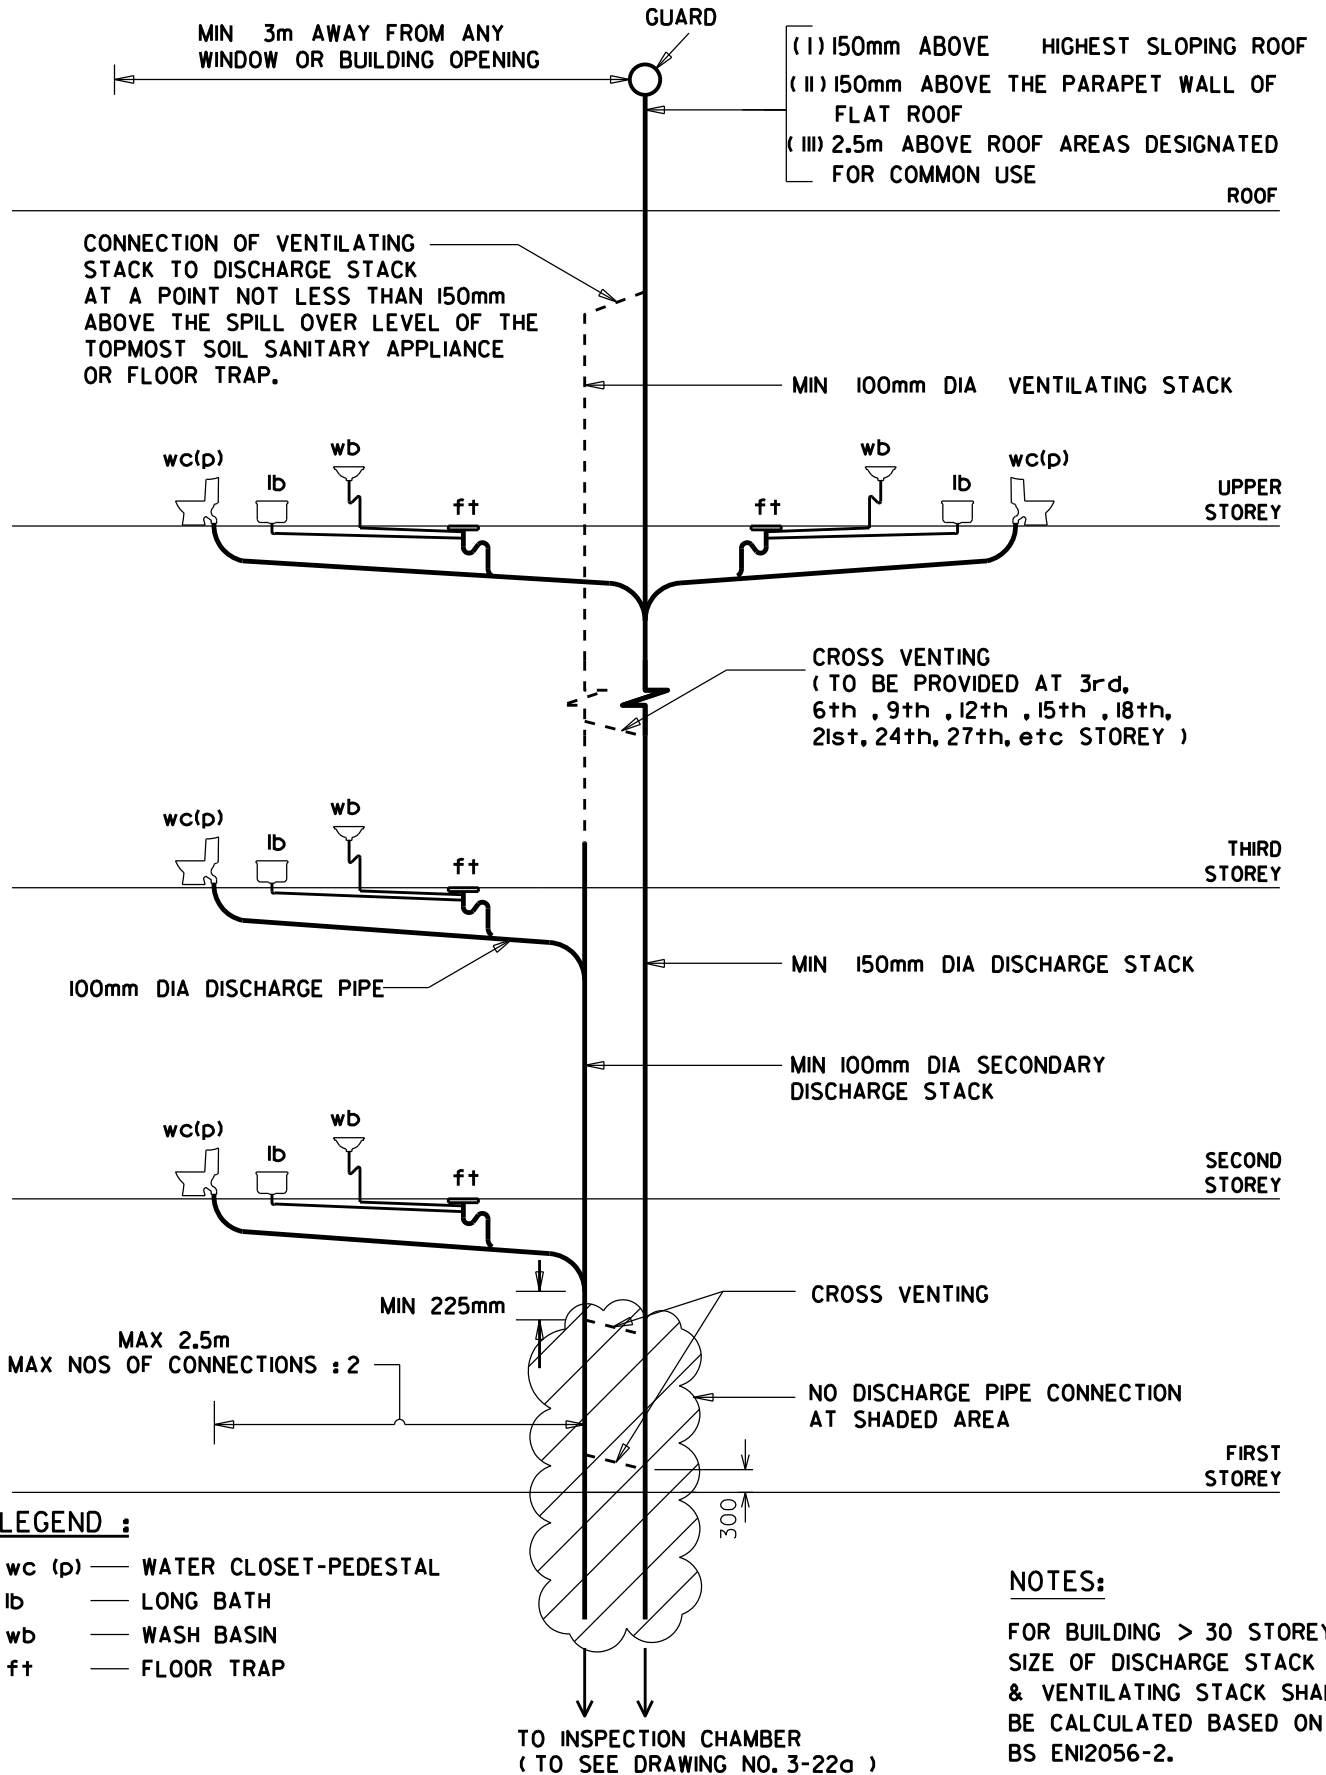 GUARD
MIN 3m AWAY FROM ANY
WINDOW OR BUILDING OPENING
(I) 150mm ABOVE HIGHEST SLOPING ROOF
(II) 150mm ABOVE THE PARAPET WALL OF
FLAT ROOF
(III) 2.5m ABOVE ROOF AREAS DESIGNATED
FOR COMMON USE
ROOF
CONNECTION OF VENTILATING
STACK TO DISCHARGE STACK
AT A POINT NOT LESS THAN 150mm
ABOVE THE SPILL OVER LEVEL OF THE
TOPMOST SOIL SANITARY APPLIANCE
OR FLOOR TRAP.
MIN 100mm DIA VENTILATING STACK
wc(p) lb wb ft ft wb lb wc(p)
UPPER
STOREY
CROSS VENTING
( TO BE PROVIDED AT 3rd,
6th , 9th , 12th , 15th , 18th,
21st, 24th, 27th, etc STOREY )
wc(p) lb wb ft
THIRD
STOREY
100mm DIA DISCHARGE PIPE
MIN 150mm DIA DISCHARGE STACK
MIN 100mm DIA SECONDARY
DISCHARGE STACK
wc(p) lb wb ft
SECOND
STOREY
MIN 225mm
CROSS VENTING
MAX 2.5m
MAX NOS OF CONNECTIONS : 2
NO DISCHARGE PIPE CONNECTION
AT SHADED AREA
FIRST
STOREY
300
LEGEND :
wc (p) — WATER CLOSET-PEDESTAL
lb — LONG BATH
wb — WASH BASIN
ft — FLOOR TRAP
NOTES:
FOR BUILDING > 30 STOREY
SIZE OF DISCHARGE STACK
& VENTILATING STACK SHA
BE CALCULATED BASED ON
BS EN12056-2.
TO INSPECTION CHAMBER
( TO SEE DRAWING NO. 3-22a )